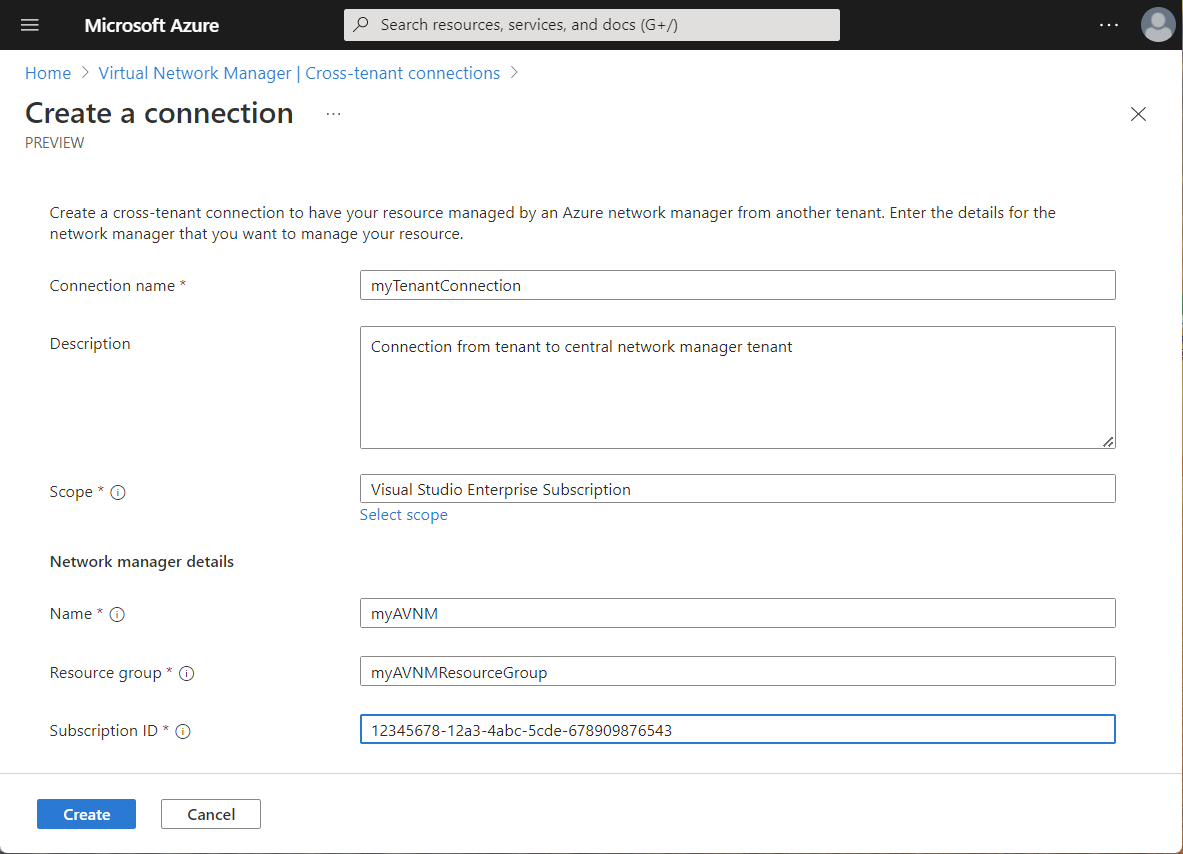 Microsoft Azure
Search resources, services, and docs (G+/)
Home > Virtual Network Manager | Cross-tenant connections >
Create a connection ...
PREVIEW
Create a cross-tenant connection to have your resource managed by an Azure network manager from another tenant. Enter the details for the
network manager that you want to manage your resource.
Connection name *
myTenantConnection
Description
Connection from tenant to central network manager tenant
Scope *
Visual Studio Enterprise Subscription
Select scope
Network manager details
Name *
myAVNM
Resource group *
myAVNMResourceGroup
Subscription ID *
12345678-12a3-4abc-5cde-678909876543
Create
Cancel